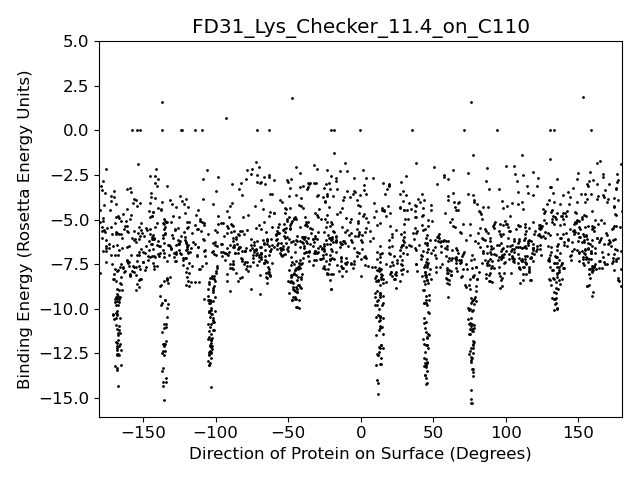 FD31_Lys_Checker_11.4_on_C110
5.0
2.5
0.0
−2.5
−5.0
−7.5
−10.0
−12.5
−15.0
Binding Energy (Rosetta Energy Units)
−150 −100 −50 0 50 100 150
Direction of Protein on Surface (Degrees)